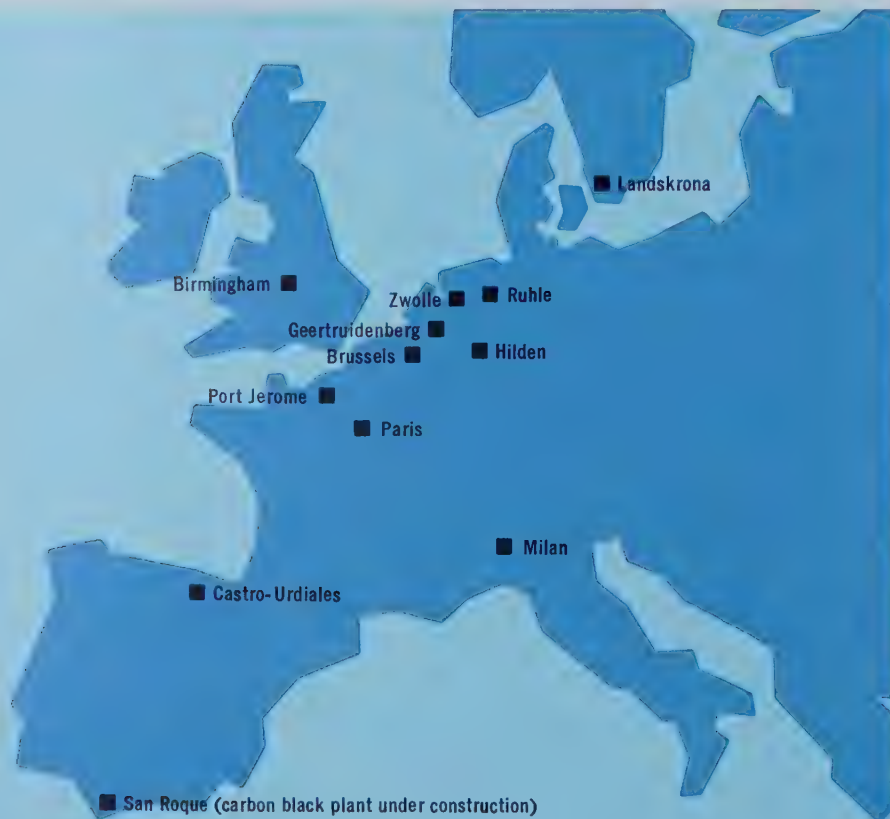 Landskrona
Birmingham
Zwolle
Ruhle
Geertruidenberg
Brussels
Hilden
Port Jerome
Paris
Milan
Castro-Urdiales
San Roque (carbon black plant under construction)